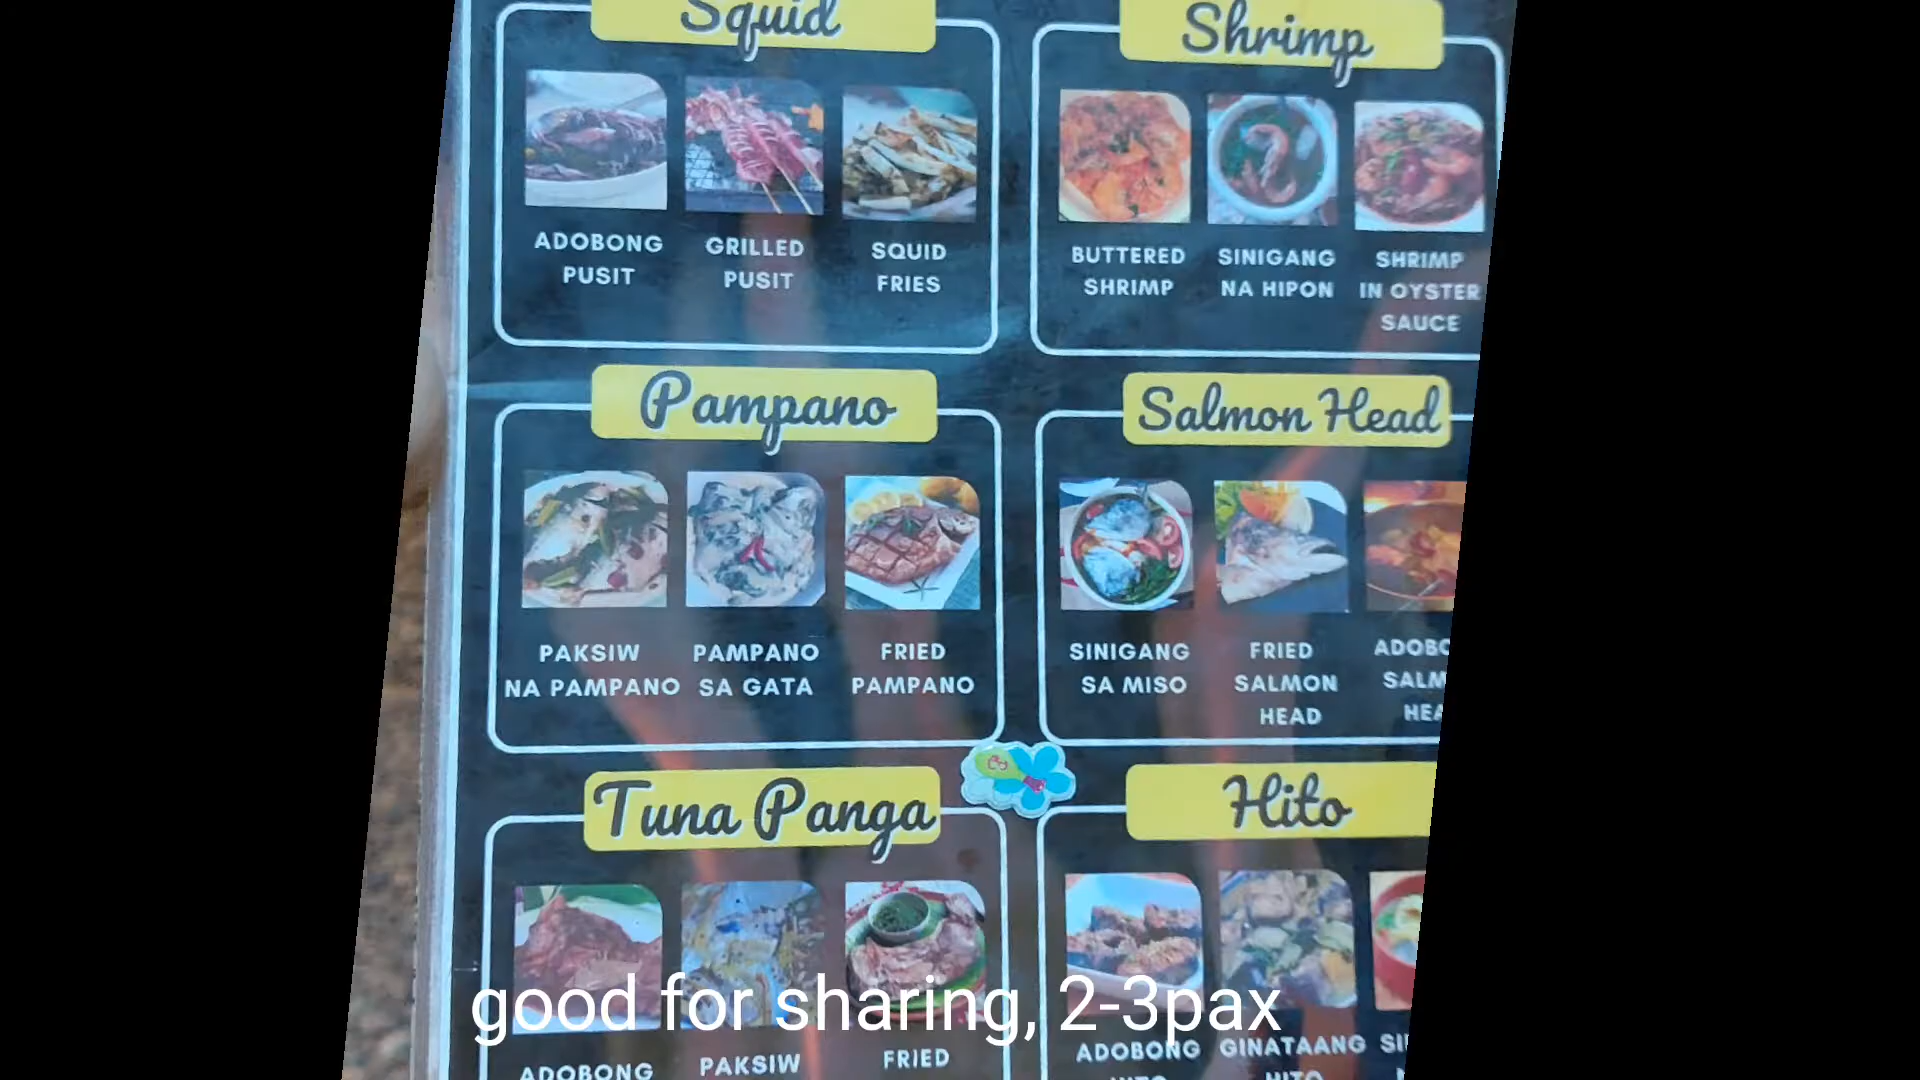 Squid
ADOBONG
PUSIT
GRILLED
PUSIT
SQUID
FRIES
Shrimp
BUTTERED
SHRIMP
SINIGANG
NA HIPON
SHRIMP
IN OYSTER
SAUCE
Pampano
PAKSIW
NA PAMPANO
PAMPANO
SA GATA
FRIED
PAMPANO
Salmon Head
SINIGANG
SA MISO
FRIED
SALMON
HEAD
Tuna Panga
ADOBONG
PAKSIW
FRIED
Hito
ADOBONG
HITO
GINATAANG
HITO
good for sharing, 2-3pax